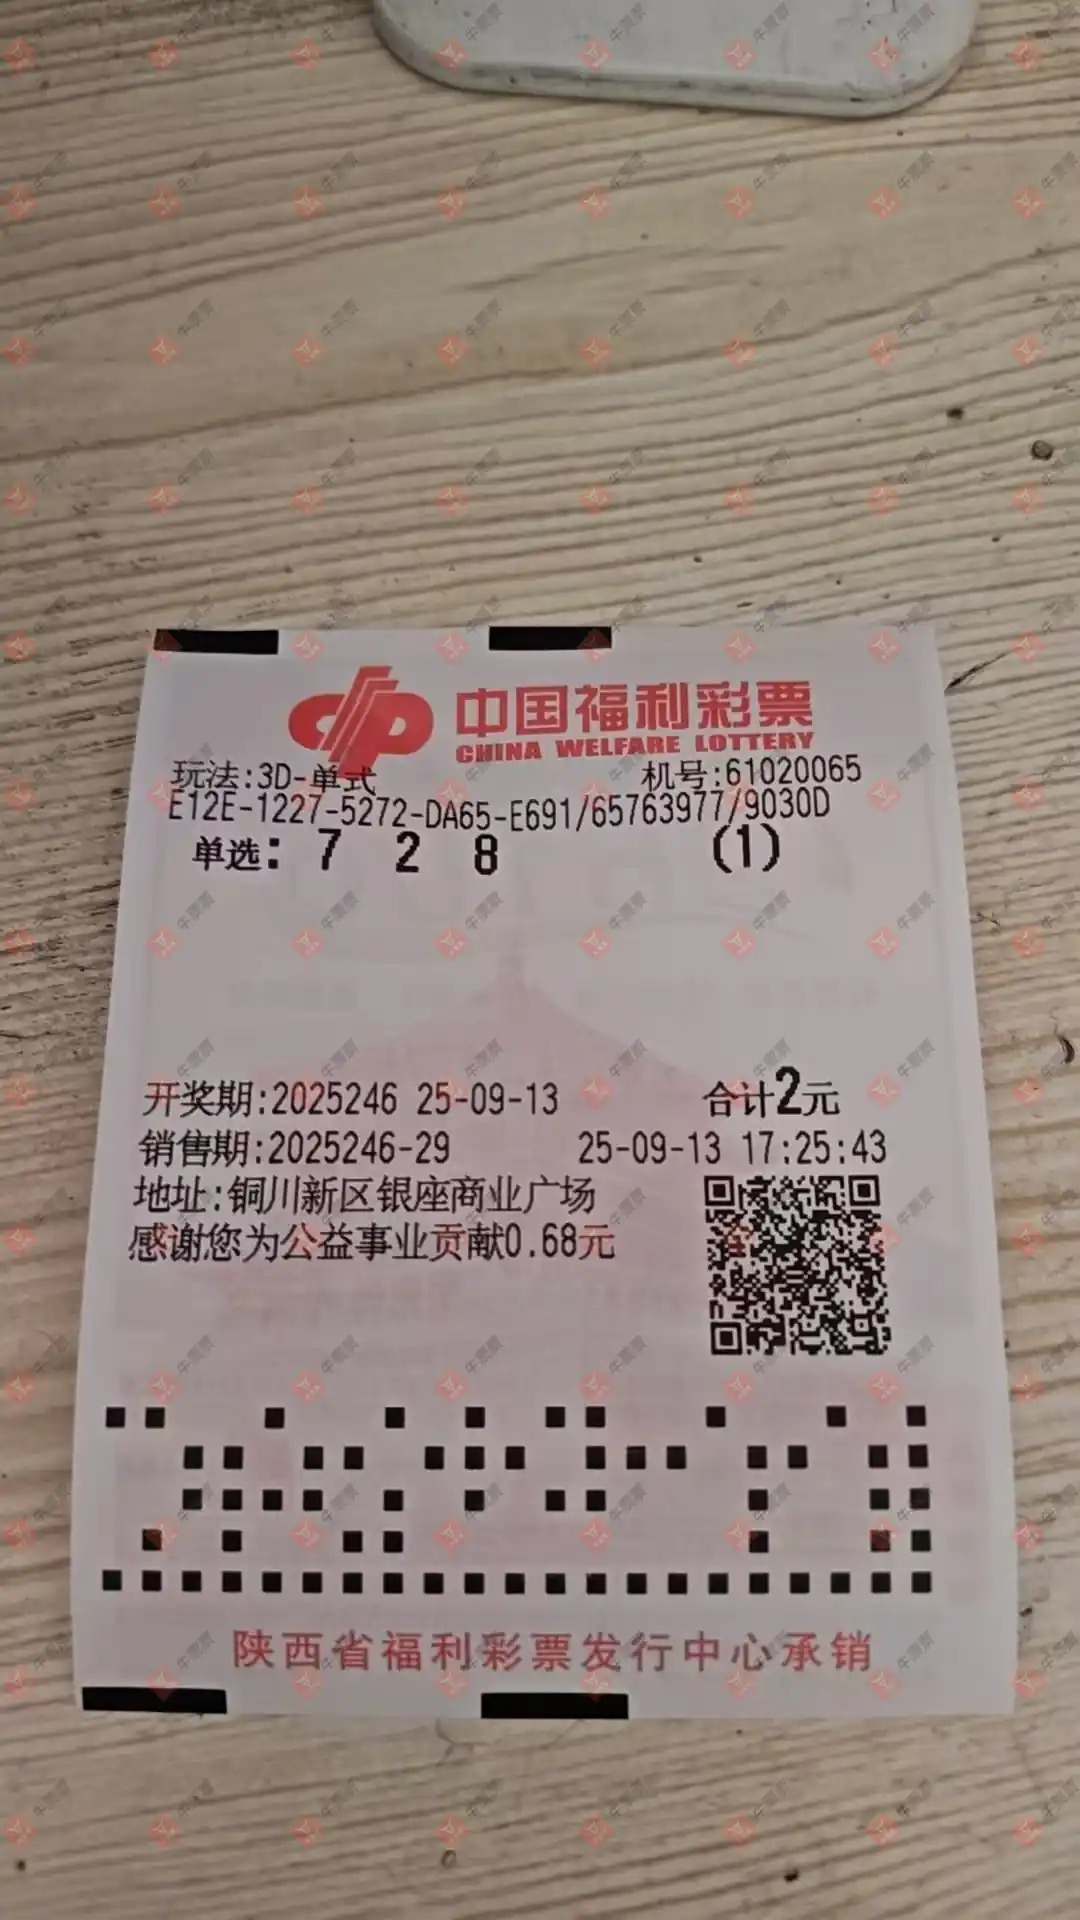 中国福利彩票
CHINA WELFARE LOTTERY
玩法:3D-单式 机号:61020065
E12E-1227-5272-DA65-E691/65763977/9030D
单选: 7 2 8 (1)
开奖期:2025246 25-09-13 合计2元
销售期:2025246-29 25-09-13 17:25:43
地址:铜川新区银座商业广场
感谢您为公益事业贡献0.68元
陕西省福利彩票发行中心承销
牛票票